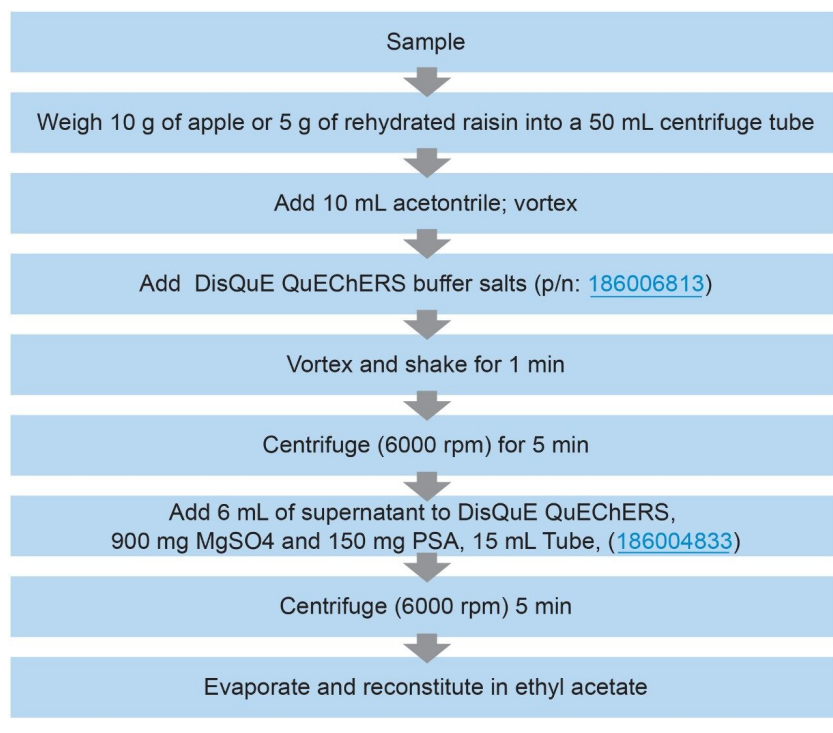 Sample
Weigh 10 g of apple or 5 g of rehydrated raisin into a 50 mL centrifuge tube
Add 10 mL acetontrile; vortex
Add DisQuE QuEChERS buffer salts (p/n: 186006813)
Vortex and shake for 1 min
Centrifuge (6000 rpm) for 5 min
Add 6 mL of supernatant to DisQuE QuEChERS,
900 mg MgSO4 and 150 mg PSA, 15 mL Tube, (186004833)
Centrifuge (6000 rpm) 5 min
Evaporate and reconstitute in ethyl acetate